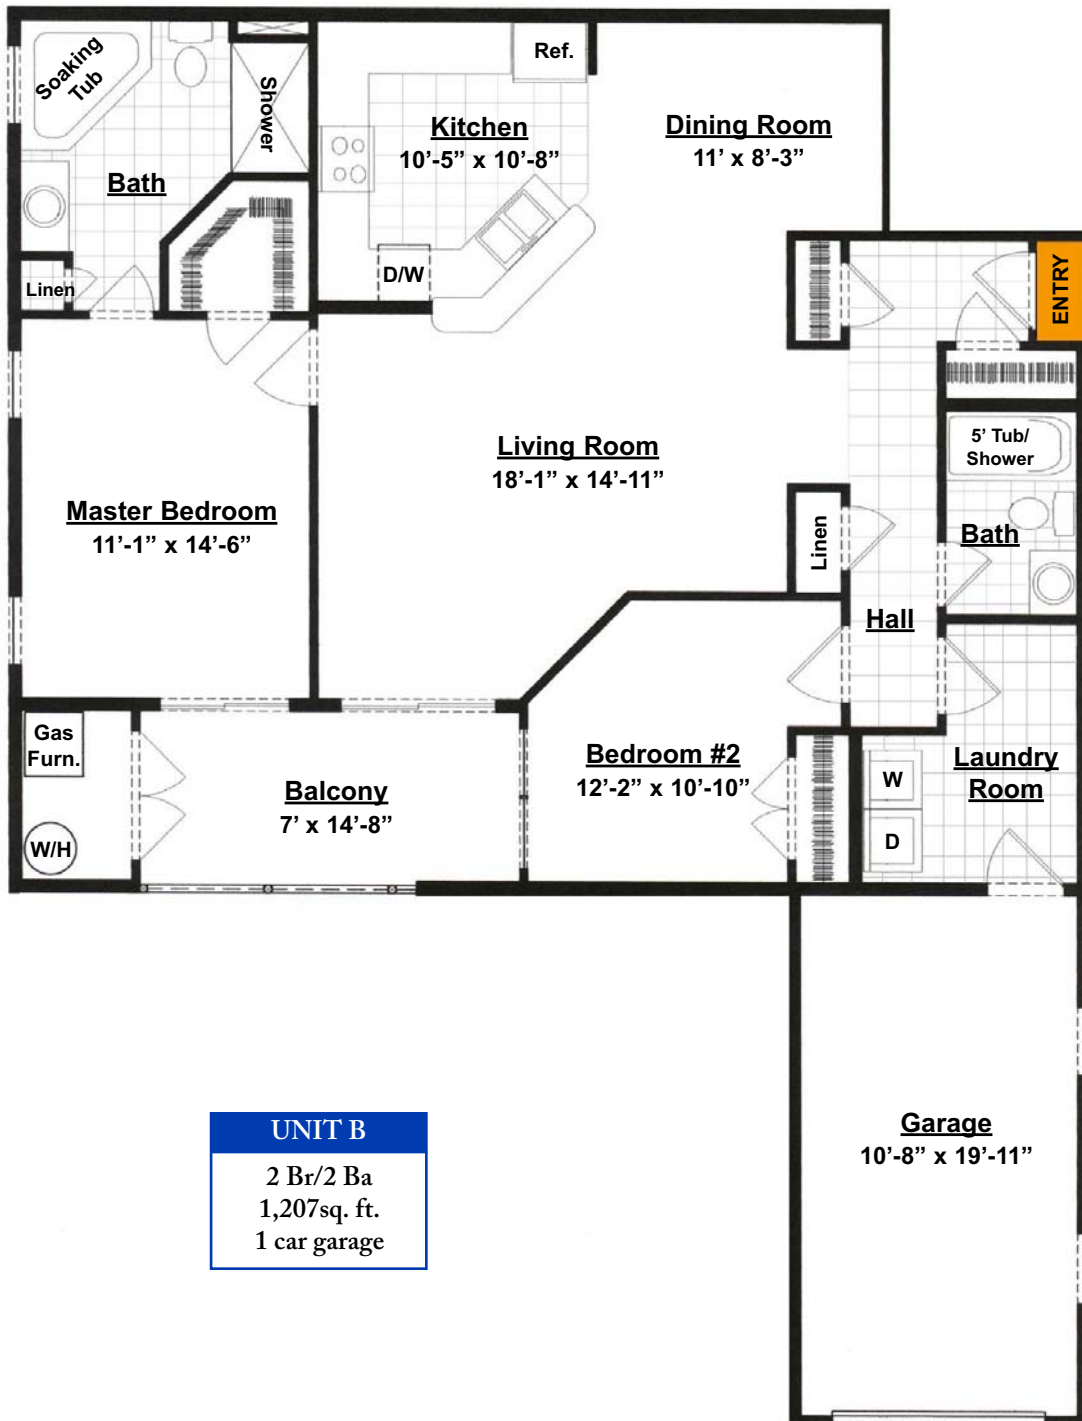 Soaking
Tub
Shower
Bath
Linen
Ref.
Kitchen
10’-5” x 10’-8”
D/W
Dining Room
11’ x 8’-3”
ENTRY
Living Room
18’-1” x 14’-11”
5’ Tub/
Shower
Bath
Linen
Hall
Master Bedroom
11’-1” x 14’-6”
Gas
Furn.
W/H
Balcony
7’ x 14’-8”
Bedroom #2
12’-2” x 10’-10”
W
D
Laundry
Room
Garage
10’-8” x 19’-11”
UNIT B
2 Br/2 Ba
1,207sq. ft.
1 car garage